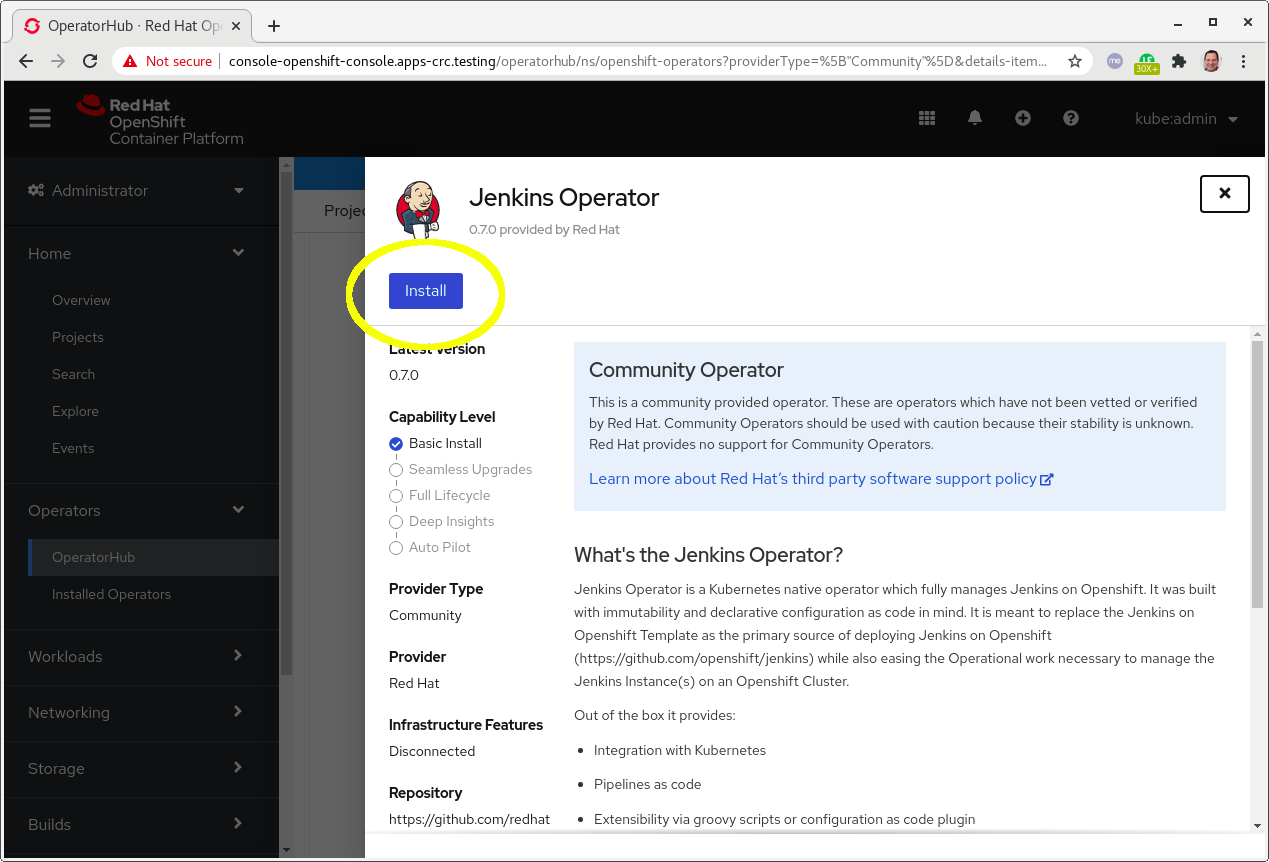 OperatorHub · Red Hat Op
Not secure
console-openshift-console.apps-crc.testing/operatorhub/ns/openshift-operators?providerType=%5B"Community"%5D&details-item...
me
30X+
Red Hat
OpenShift
Container Platform
kube:admin
Administrator
Home
Overview
Projects
Search
Explore
Events
Operators
OperatorHub
Installed Operators
Workloads
Networking
Storage
Builds
Projec
Jenkins Operator
0.7.0 provided by Red Hat
Install
Latest Version
0.7.0
Capability Level
Basic Install
Seamless Upgrades
Full Lifecycle
Deep Insights
Auto Pilot
Provider Type
Community
Provider
Red Hat
Infrastructure Features
Disconnected
Repository
https://github.com/redhat
Community Operator
This is a community provided operator. These are operators which have not been vetted or verified
by Red Hat. Community Operators should be used with caution because their stability is unknown.
Red Hat provides no support for Community Operators.
Learn more about Red Hat’s third party software support policy
What's the Jenkins Operator?
Jenkins Operator is a Kubernetes native operator which fully manages Jenkins on Openshift. It was built
with immutability and declarative configuration as code in mind. It is meant to replace the Jenkins on
Openshift Template as the primary source of deploying Jenkins on Openshift
(https://github.com/openshift/jenkins) while also easing the Operational work necessary to manage the
Jenkins Instance(s) on an Openshift Cluster.
Out of the box it provides:
• Integration with Kubernetes
• Pipelines as code
• Extensibility via groovy scripts or configuration as code plugin